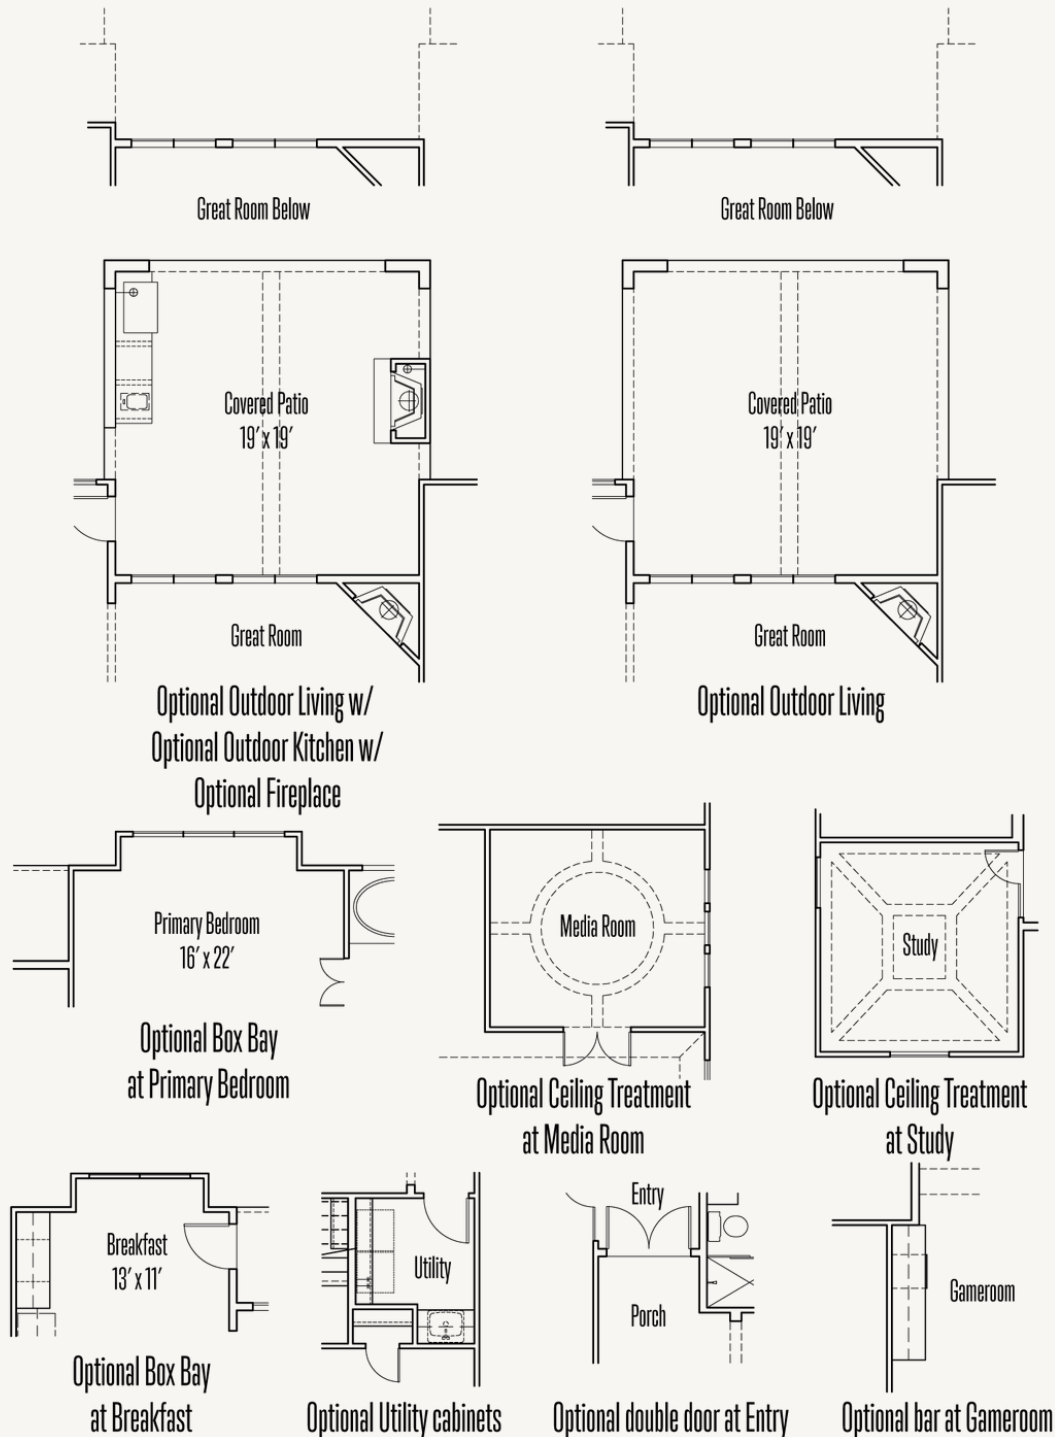 Great Room Below
Great Room Below
Covered Patio
19' x 19'
Covered Patio
19' x 19'
Great Room
Great Room
Optional Outdoor Living w/
Optional Outdoor Kitchen w/
Optional Fireplace
Optional Outdoor Living
Primary Bedroom
16' x 22'
Optional Box Bay
at Primary Bedroom
Media Room
Optional Ceiling Treatment
at Media Room
Study
Optional Ceiling Treatment
at Study
Breakfast
13' x 11'
Optional Box Bay
at Breakfast
Utility
Optional Utility cabinets
Entry
Porch
Optional double door at Entry
Gameroom
Optional bar at Gameroom